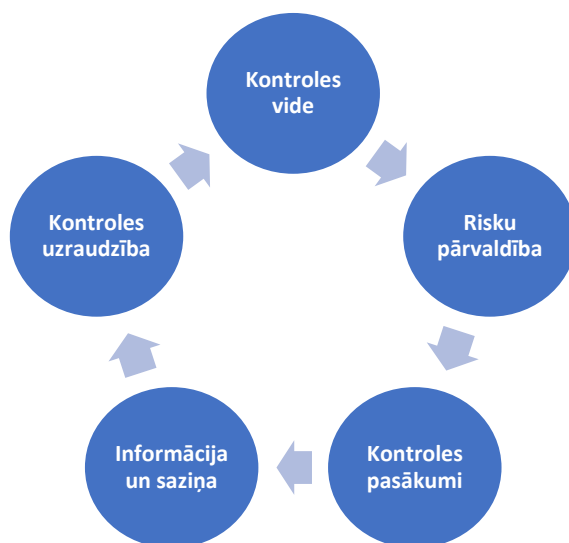 Kontroles
vide
Risku
pārvaldība
Kontroles
pasākumi
Informācija
un saziņa
Kontroles
uzraudzība